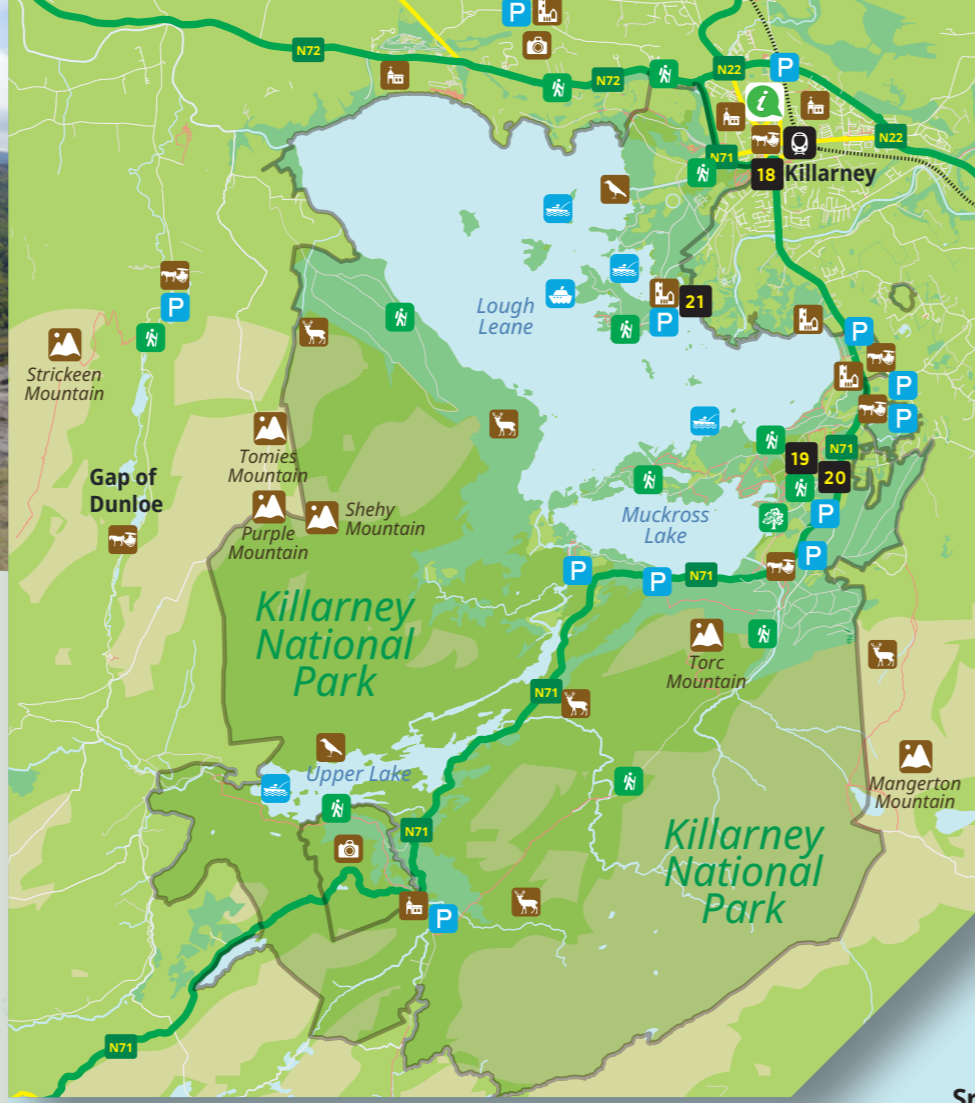 P
N72
N72
N22
P
i
N22
N71
18
Killarney
P
Lough
Leane
21
P
P
Strickeen
Mountain
P
P
Tomies
Mountain
N71
19
20
Gap of
Dunloe
Purple
Mountain
Shehy
Mountain
Muckross
Lake
P
P
P
P
N71
Killarney
National
Park
Torc
Mountain
N71
Upper Lake
Mangerton
Mountain
N71
Killarney
National
Park
P
N71